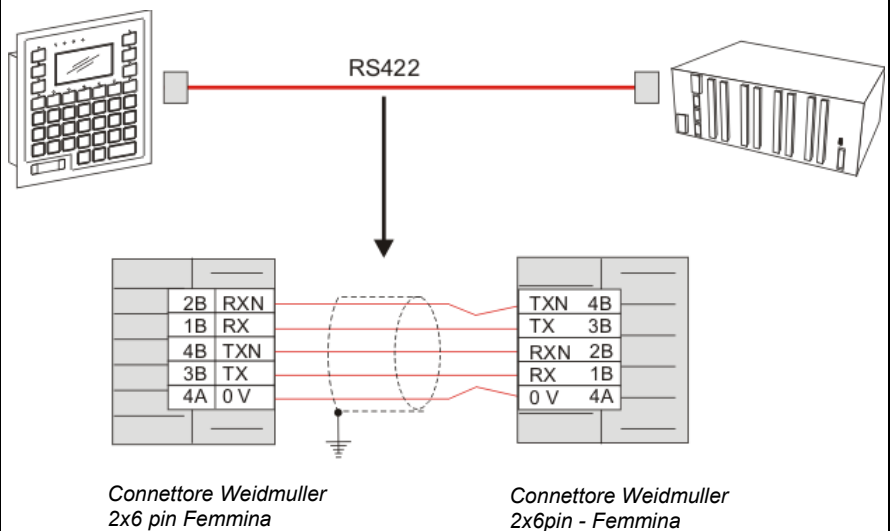 RS422
2B RXN
1B RX
4B TXN
3B TX
4A 0 V
TXN 4B
TX 3B
RXN 2B
RX 1B
0 V 4A
Connettore Weidmuller
2x6 pin Femmina
Connettore Weidmuller
2x6pin - Femmina